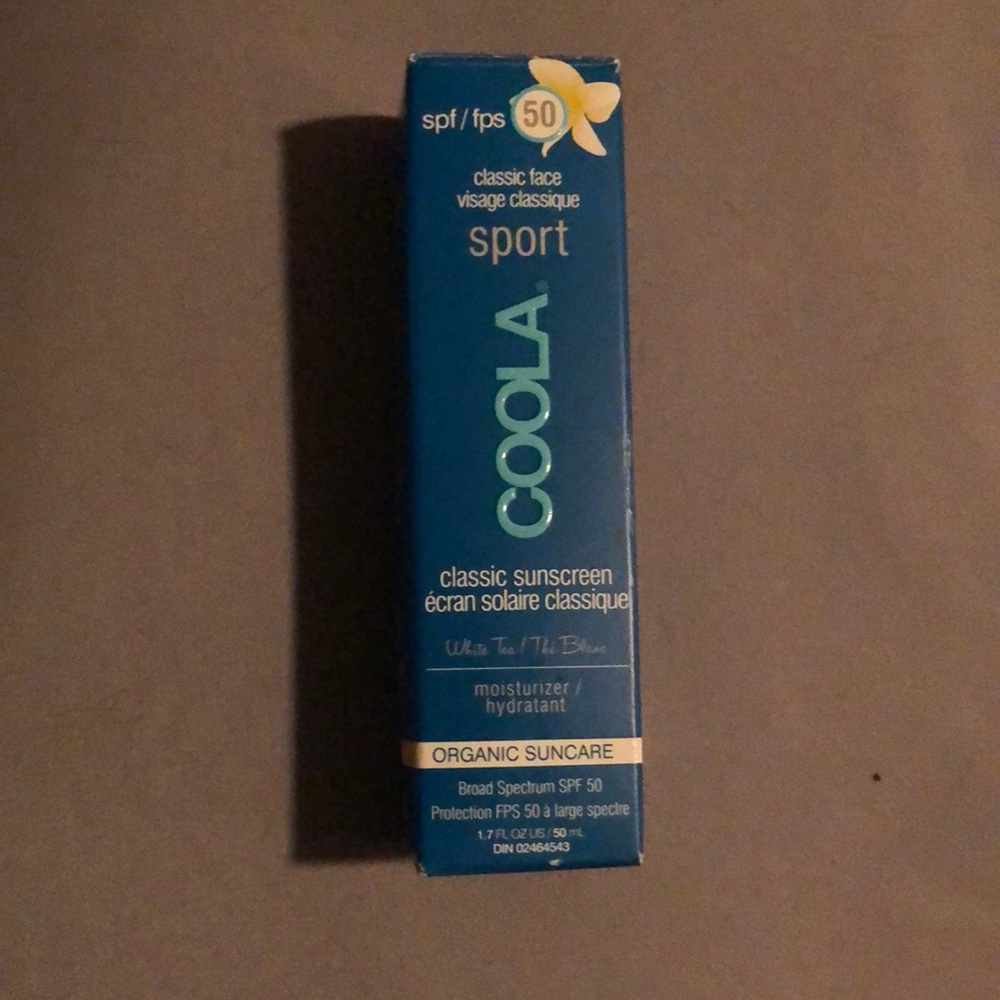 spf / fps 50
classic face
visage classique
sport
COOLA®
classic sunscreen
écran solaire classique
White Tea / Thé Blanc
moisturizer /
hydratant
ORGANIC SUNCARE
Broad Spectrum SPF 50
Protection FPS 50 à large spectre
1.7 FL OZ US / 50 mL
DIN 02464543